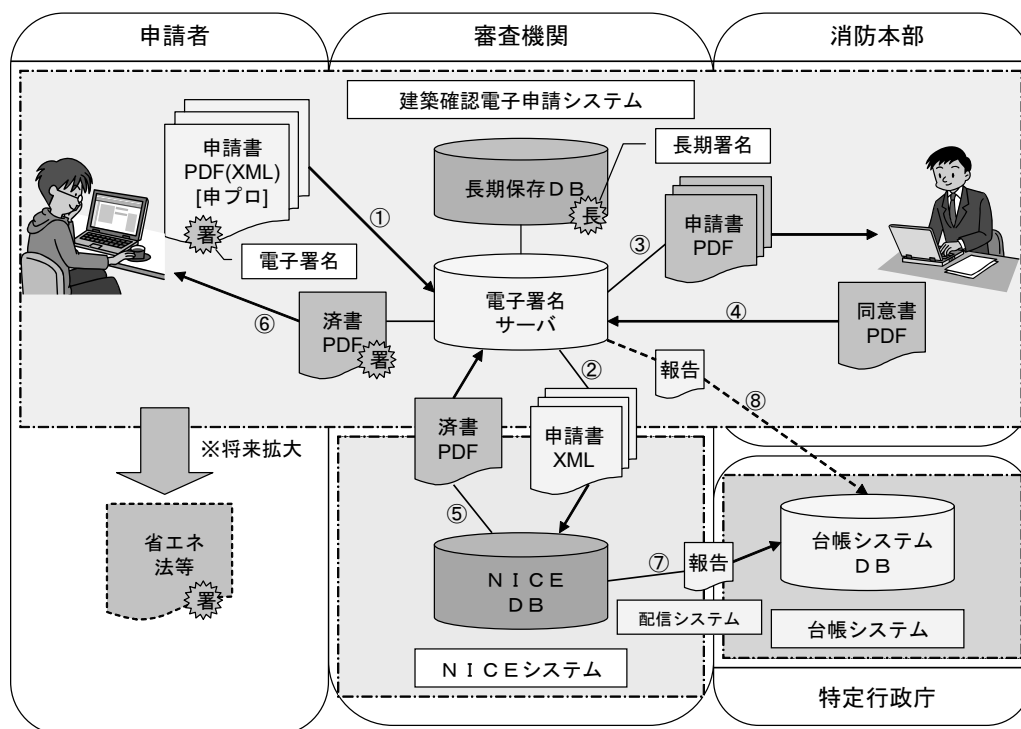 申請者
審査機関
消防本部
建築確認電子申請システム
申請書
PDF(XML)
[申プロ]
署
電子署名
①
長期署名
長期保存ＤＢ
長
③
申請書
PDF
電子署名
サーバ
④
同意書
PDF
⑥
済書
PDF
署
②
報告
⑧
※将来拡大
済書
PDF
申請書
XML
⑤
省エネ
法等
署
ＮＩＣＥ
ＤＢ
⑦
報告
配信システム
台帳システム
ＤＢ
台帳システム
ＮＩＣＥシステム
特定行政庁